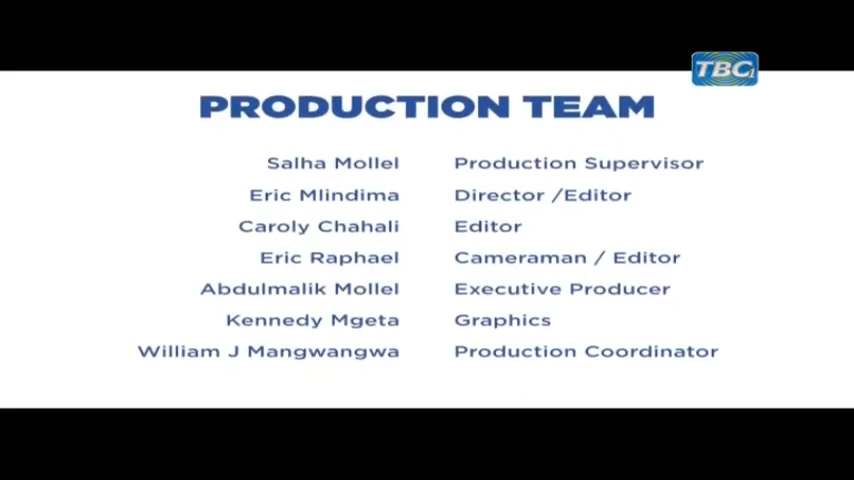 TBC1
PRODUCTION TEAM
Salha Mollel Production Supervisor
Eric Mlindima Director /Editor
Caroly Chahali Editor
Eric Raphael Cameraman / Editor
Abdulmalik Mollel Executive Producer
Kennedy Mgeta Graphics
William J Mangwangwa Production Coordinator